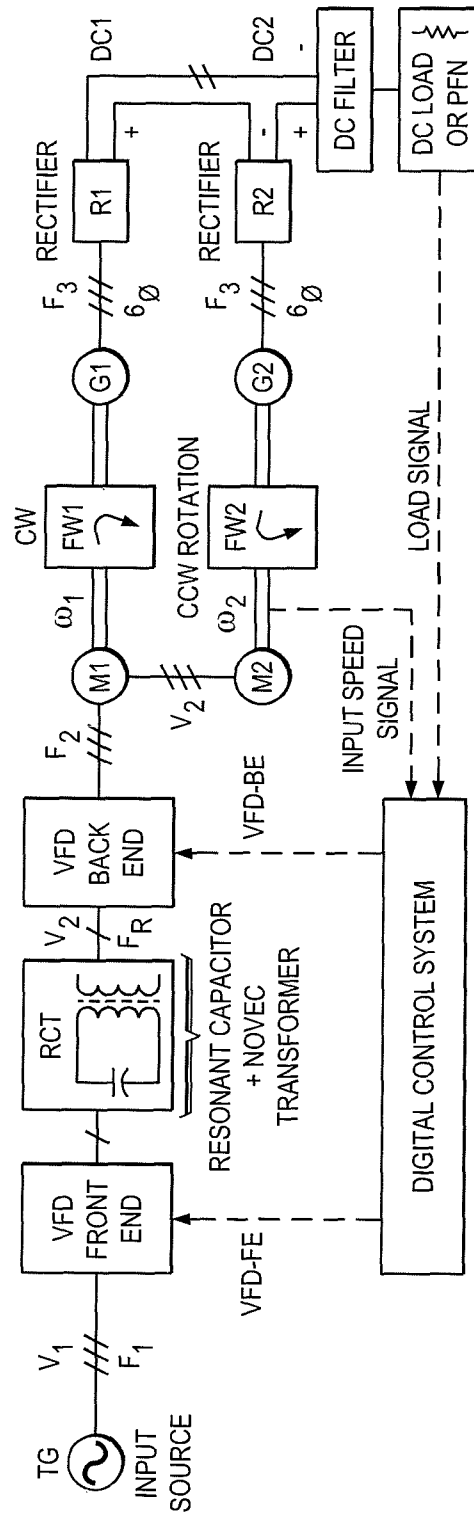 TG
INPUT
SOURCE
V1
F1
VFD
FRONT
END
RCT
RESONANT CAPACITOR
+ NOVEC
TRANSFORMER
V2
FR
VFD
BACK
END
F2
M1
V2
M2
ω1
ω2
CW
FW1
CCW ROTATION
FW2
G1
G2
F3
6Ø
F3
6Ø
RECTIFIER
R1
RECTIFIER
R2
DC1
+
DC2
-
+
-
DC FILTER
DC LOAD
OR PFN
LOAD SIGNAL
INPUT SPEED
SIGNAL
VFD-BE
VFD-FE
DIGITAL CONTROL SYSTEM